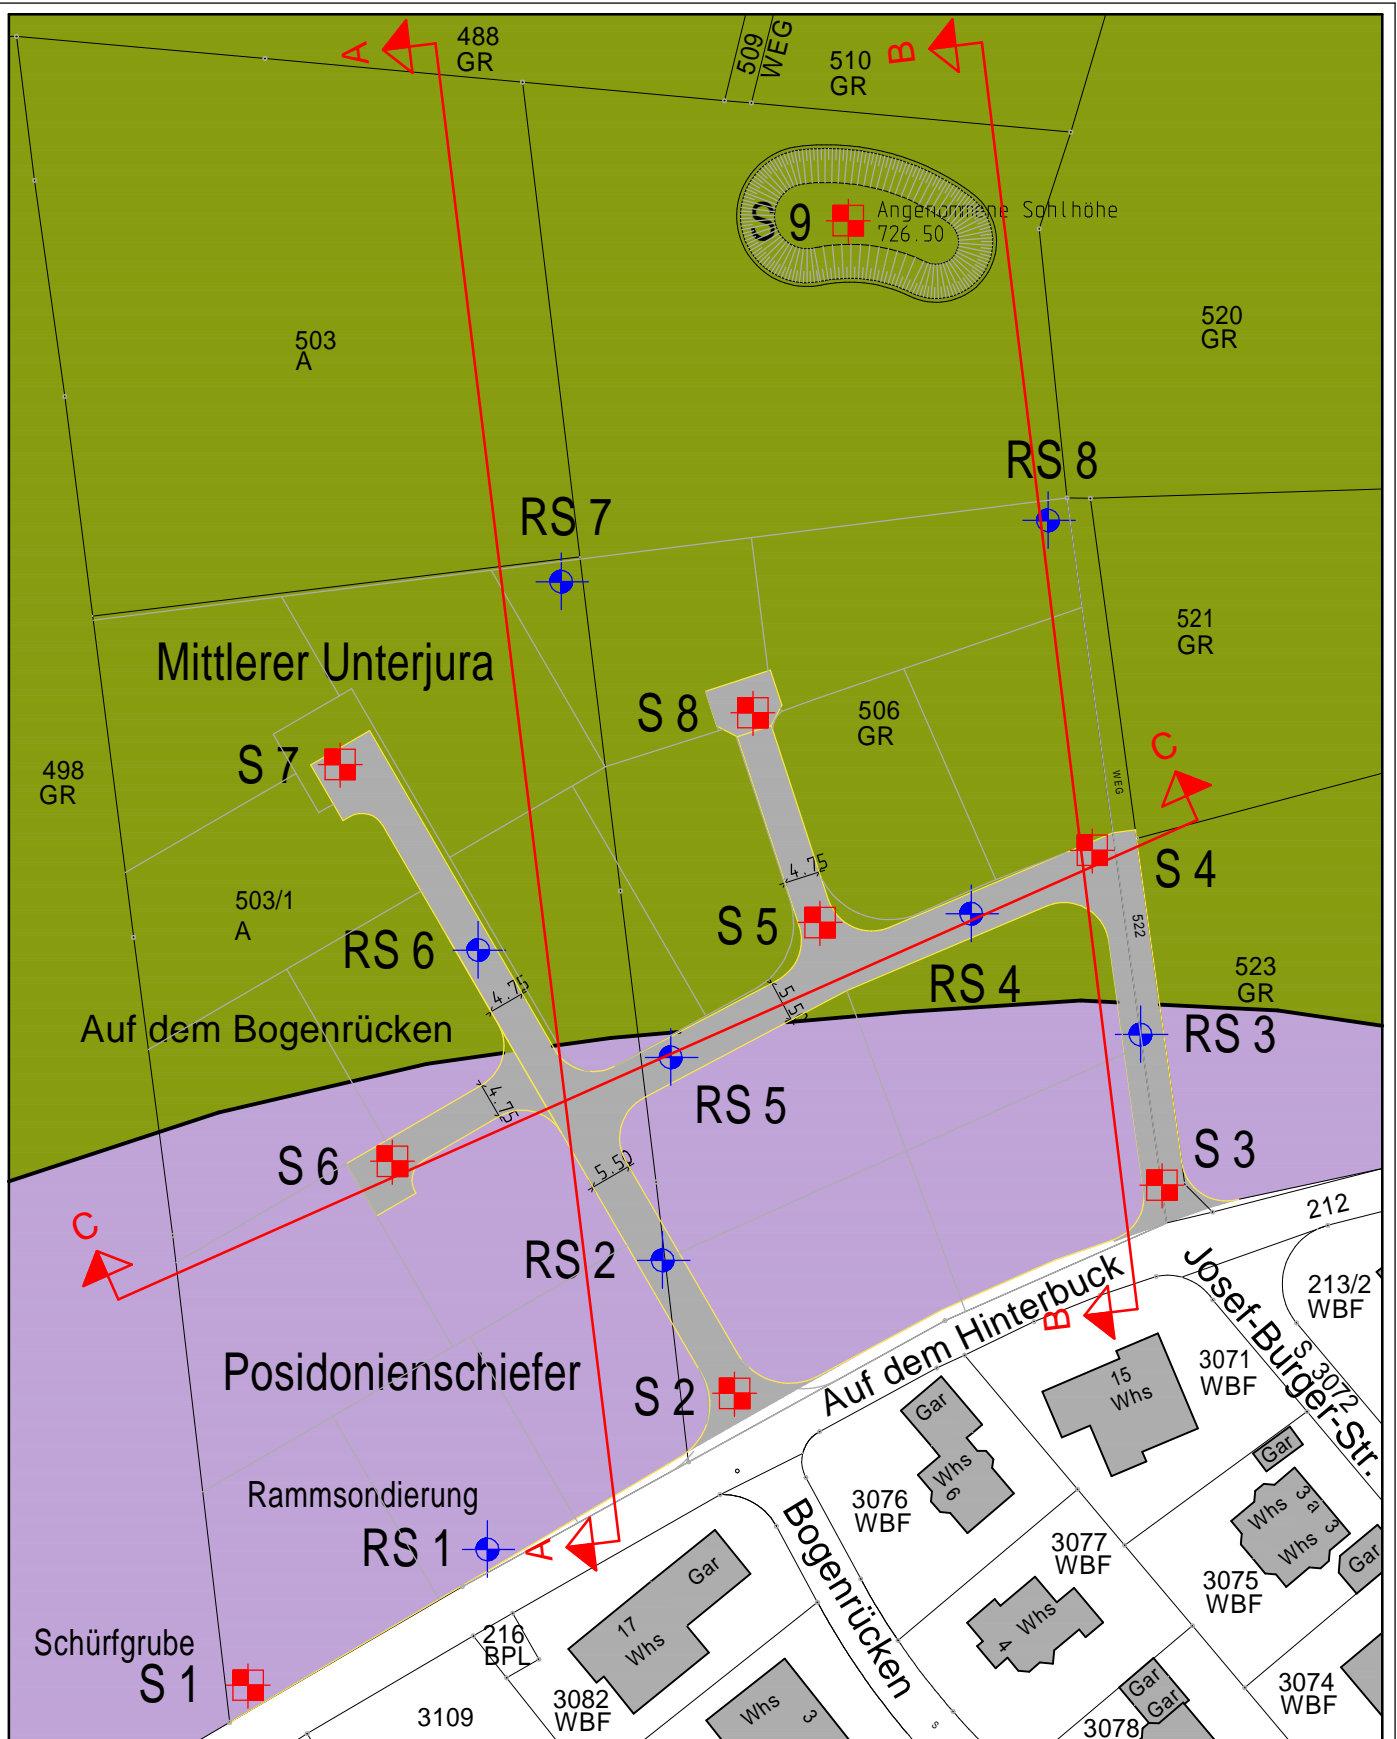 A
488
GR
509
WEG
510
GR
B
S 9
Angenommene Sohlhöhe
726.50
503
A
520
GR
RS 8
RS 7
Mittlerer Unterjura
521
GR
S 8
506
GR
S 7
498
GR
C
WEG
S 4
4.75
503/1
A
S 5
RS 6
522
4.75
5.50
RS 4
523
GR
Auf dem Bogenrücken
RS 3
4.75
RS 5
S 6
5.50
S 3
C
212
RS 2
Auf dem Hinterbuck
B
Josef-Burger-Str.
213/2
WBF
S 3072
Posidonienschiefer
S 2
15
Whs
3071
WBF
Gar
Whs
6
Gar
Rammsondierung
RS 1
A
3076
WBF
Bogenrücken
Whs
3 a
Whs
3
Gar
3077
WBF
3075
WBF
17
Whs
Gar
4
Whs
Schürfgrube
S 1
216
BPL
3109
3082
WBF
Whs
3
s
Gar
Gar
3078
3074
WBF